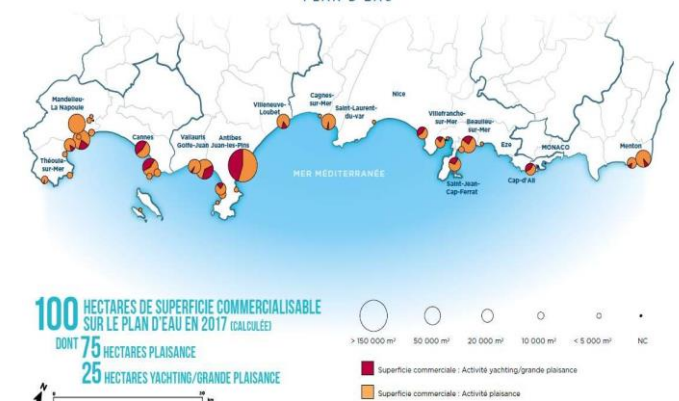 Mandelieu-
La Napoule
Théoule-
sur-Mer
Cannes
Vallauris
Golfe-Juan
Antibes
Juan-les-Pins
Villeneuve-
Loubet
Cagnes-
sur-Mer
Saint-Laurent-
du-var
Nice
Villefranche-
sur-Mer
Beaulieu-
sur-Mer
Eze
MONACO
Saint-Jean-
Cap-Ferrat
Cap-d'Ail
Menton
MER MÉDITERRANÉE
100 HECTARES DE SUPERFICIE COMMERCIALISABLE
SUR LE PLAN D'EAU EN 2017 (CALCULÉE)
DONT 75 HECTARES PLAISANCE
25 HECTARES YACHTING/GRANDE PLAISANCE
> 150 000 m² 50 000 m² 20 000 m² 10 000 m² < 5 000 m² NC
Superficie commerciale : Activité yachting/grande plaisance
Superficie commerciale : Activité plaisance
N